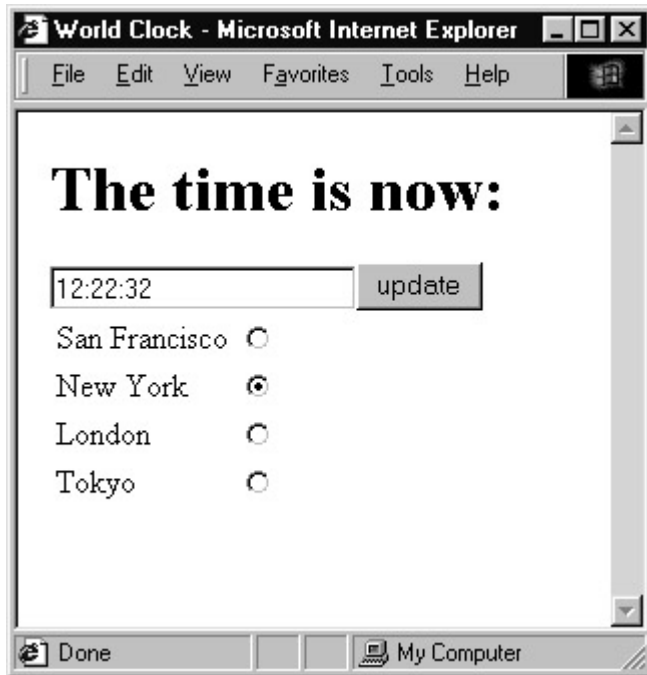 World Clock - Microsoft Internet Explorer
File Edit View Favorites Tools Help
The time is now:
12:22:32 update
San Francisco
New York
London
Tokyo
Done My Computer